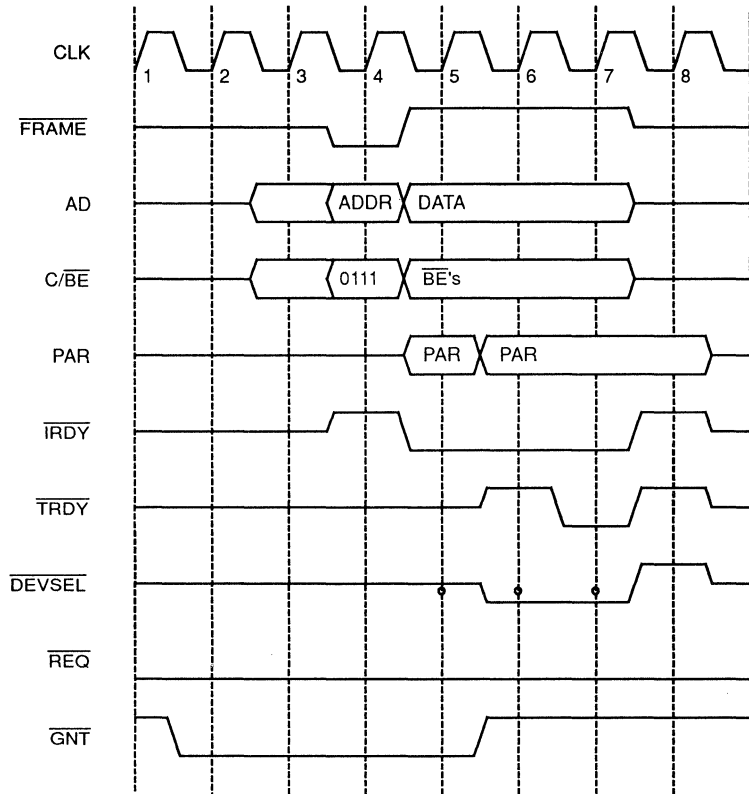 CLK
1 2 3 4 5 6 7 8
FRAME
AD ADDR DATA
C/BE 0111 BE's
PAR PAR PAR
IRDY
TRDY
DEVSEL
REQ
GNT